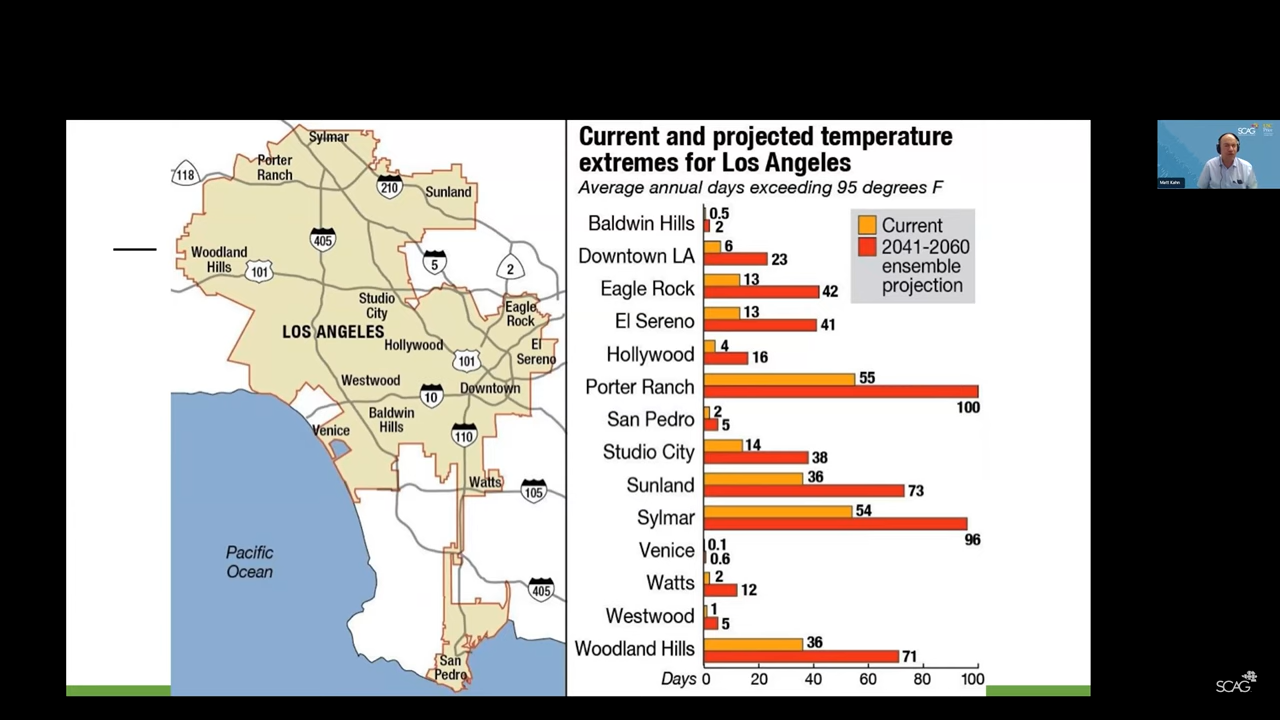 Sylmar
Porter
Ranch
118
210
Sunland
405
Woodland
Hills
101
5
2
Studio
City
Eagle
Rock
LOS ANGELES
Hollywood
101
El
Sereno
Westwood
10
Downtown
Baldwin
Hills
Venice
110
Watts
105
Pacific
Ocean
405
San
Pedro
Current and projected temperature
extremes for Los Angeles
Average annual days exceeding 95 degrees F
Current
2041-2060
ensemble
projection
Baldwin Hills 0.5
2
Downtown LA 6
23
Eagle Rock 13
42
El Sereno 13
41
Hollywood 4
16
Porter Ranch 55
100
San Pedro 2
5
Studio City 14
38
Sunland 36
73
Sylmar 54
96
Venice 0.1
0.6
Watts 2
12
Westwood 1
5
Woodland Hills 36
71
Days 0 20 40 60 80 100
SCAG
Matt Kahn
SCAG